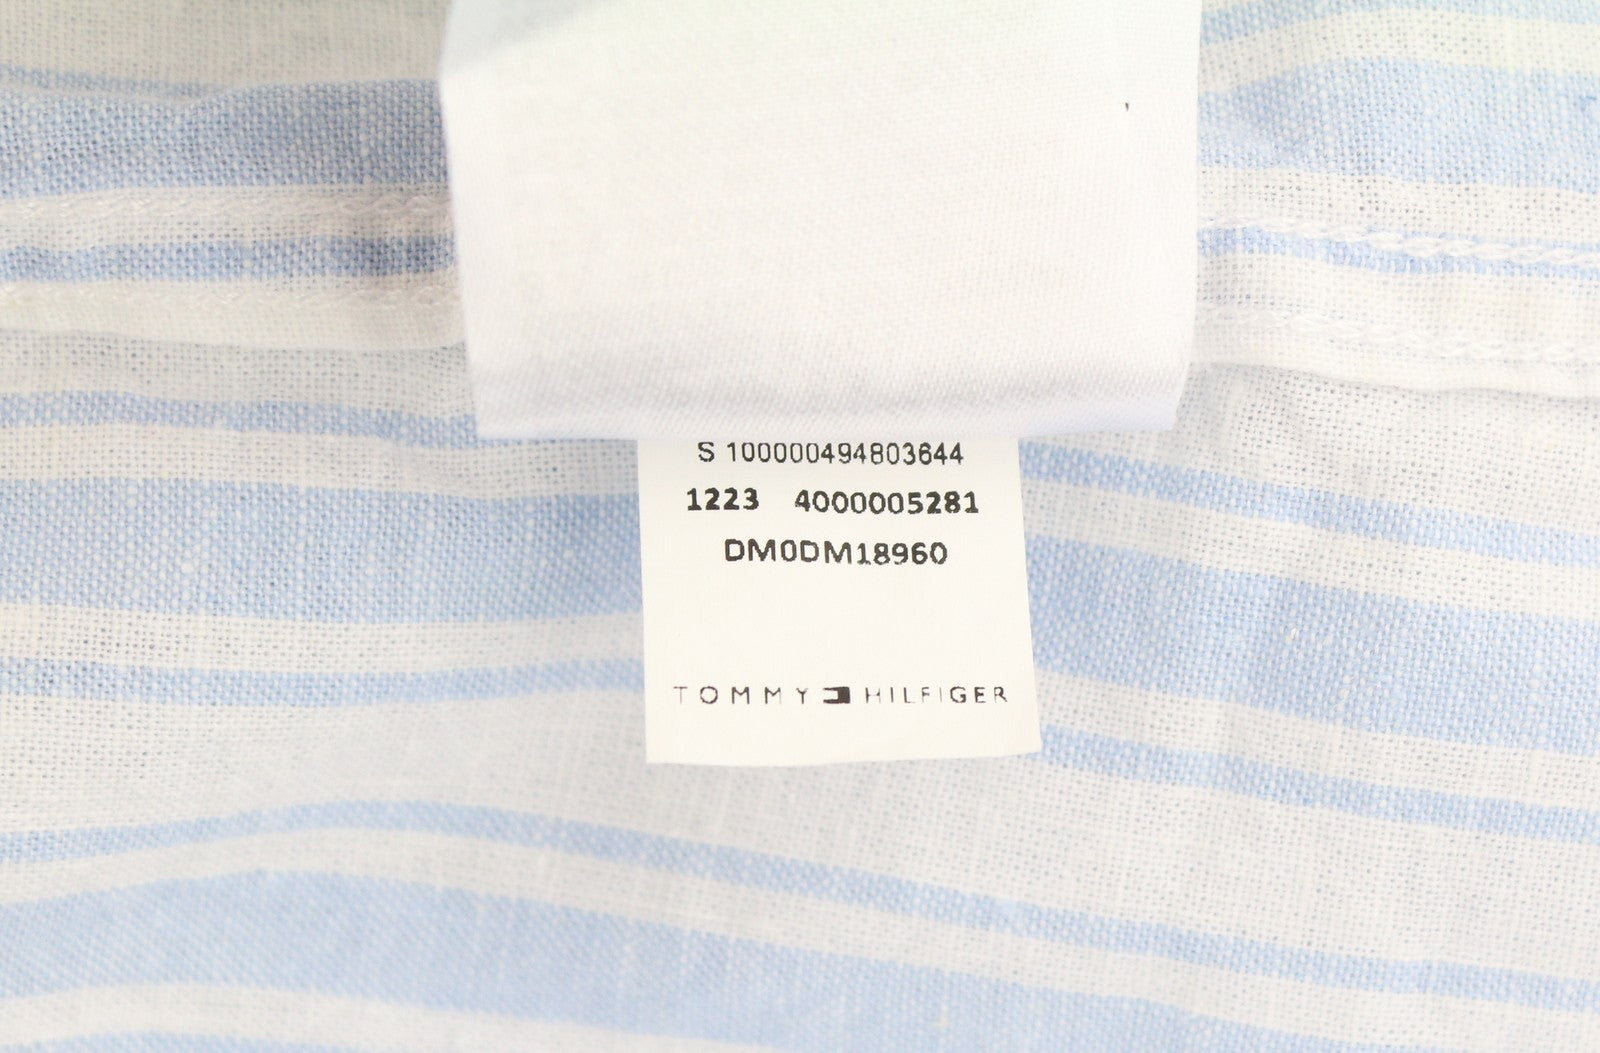 S 100000494803644
1223 4000005281
DM0DM18960
TOMMY HILFIGER